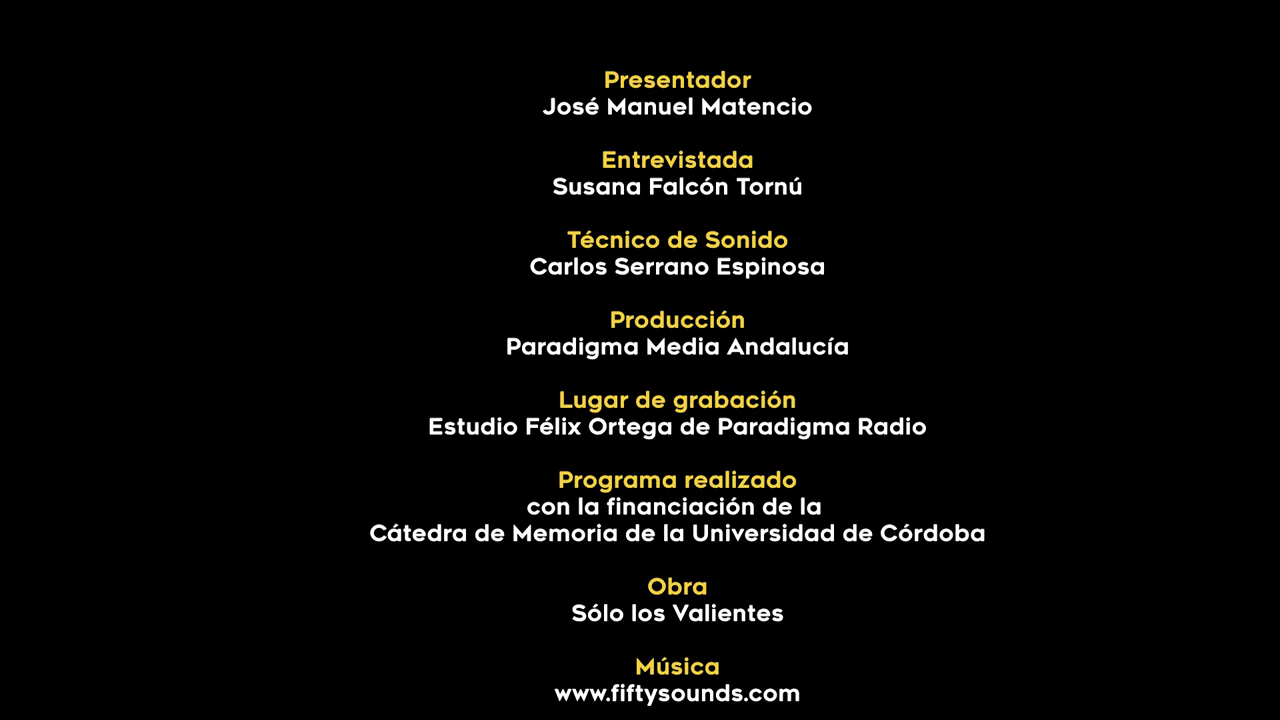 Presentador
José Manuel Matencio
Entrevistada
Susana Falcón Tornú
Técnico de Sonido
Carlos Serrano Espinosa
Producción
Paradigma Media Andalucía
Lugar de grabación
Estudio Félix Ortega de Paradigma Radio
Programa realizado
con la financiación de la
Cátedra de Memoria de la Universidad de Córdoba
Obra
Sólo los Valientes
Música
www.fiftysounds.com